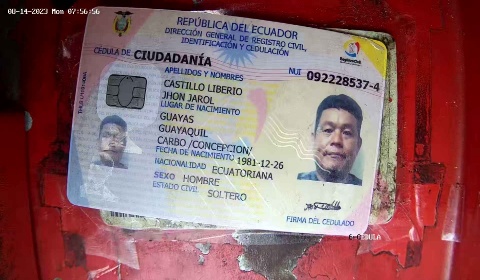 08-14-2023 Mon 07:56:56
REPÚBLICA DEL ECUADOR
DIRECCIÓN GENERAL DE REGISTRO CIVIL,
IDENTIFICACIÓN Y CEDULACIÓN
CÉDULA DE CIUDADANÍA
NUI 092228537-4
APELLIDOS Y NOMBRES
CASTILLO LIBERIO
JHON JAROL
LUGAR DE NACIMIENTO
GUAYAS
GUAYAQUIL
CARBO /CONCEPCION/
FECHA DE NACIMIENTO 1981-12-26
NACIONALIDAD ECUATORIANA
SEXO HOMBRE
ESTADO CIVIL SOLTERO
FIRMA DEL CEDULADO